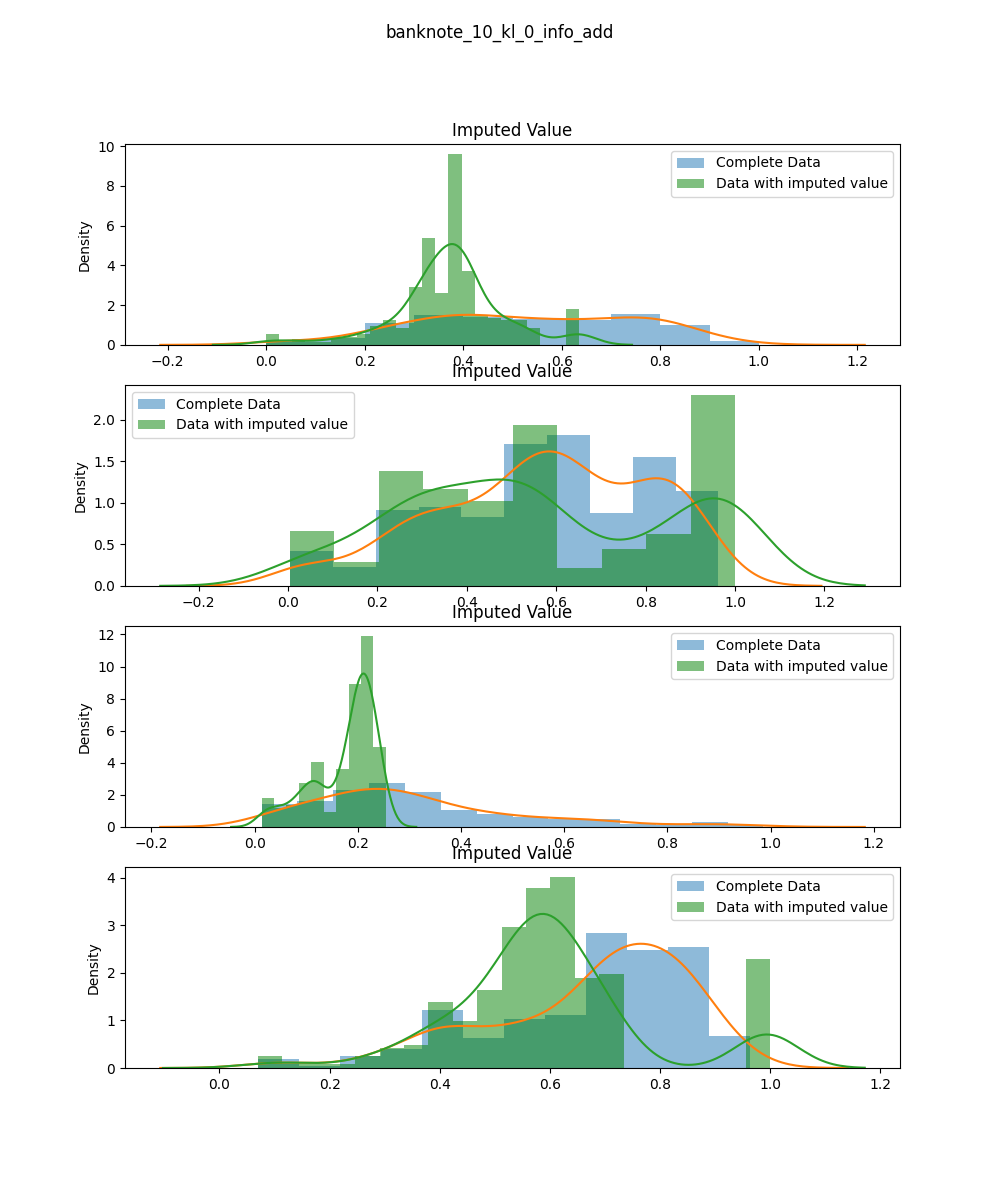 banknote_10_kl_0_info_add
Imputed Value
10
8
6
4
2
0
Density
Complete Data
Data with imputed value
−0.2 0.0 0.2 0.4 0.6 0.8 1.0 1.2
Imputed Value
2.0
1.5
1.0
0.5
0.0
Density
Complete Data
Data with imputed value
−0.2 0.0 0.2 0.4 0.6 0.8 1.0 1.2
Imputed Value
12
10
8
6
4
2
0
Density
Complete Data
Data with imputed value
−0.2 0.0 0.2 0.4 0.6 0.8 1.0 1.2
Imputed Value
4
3
2
1
0
Density
Complete Data
Data with imputed value
0.0 0.2 0.4 0.6 0.8 1.0 1.2